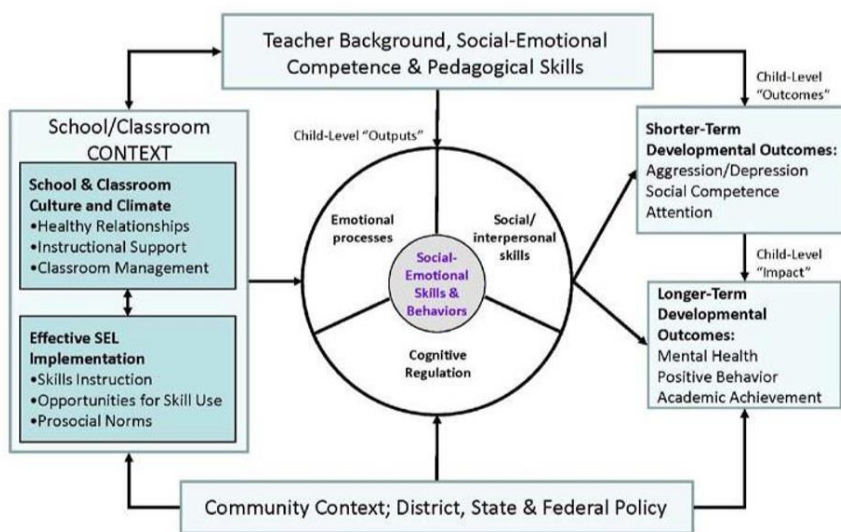 Teacher Background, Social-Emotional
Competence & Pedagogical Skills
School/Classroom
CONTEXT
School & Classroom
Culture and Climate
•Healthy Relationships
•Instructional Support
•Classroom Management
Effective SEL
Implementation
•Skills Instruction
•Opportunities for Skill Use
•Prosocial Norms
Child-Level “Outputs”
Emotional
processes
Social/
interpersonal
skills
Social-
Emotional
Skills &
Behaviors
Cognitive
Regulation
Child-Level
“Outcomes”
Shorter-Term
Developmental Outcomes:
Aggression/Depression
Social Competence
Attention
Child-Level
“Impact”
Longer-Term
Developmental
Outcomes:
Mental Health
Positive Behavior
Academic Achievement
Community Context; District, State & Federal Policy